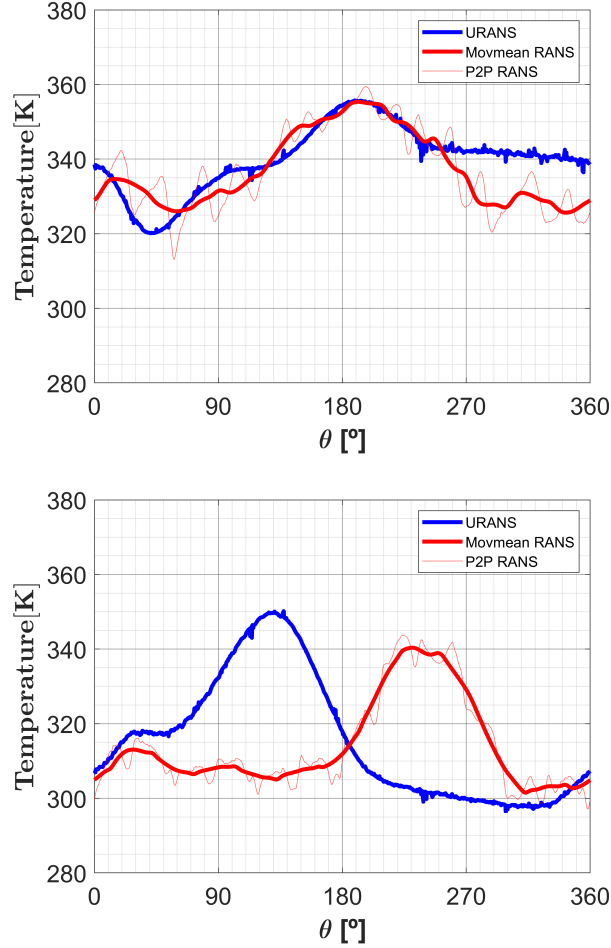 380
360
340
320
300
280
Temperature[K]
URANS
Movmean RANS
P2P RANS
0
90
180
270
360
θ [º]
380
360
340
320
300
280
Temperature[K]
URANS
Movmean RANS
P2P RANS
0
90
180
270
360
θ [º]